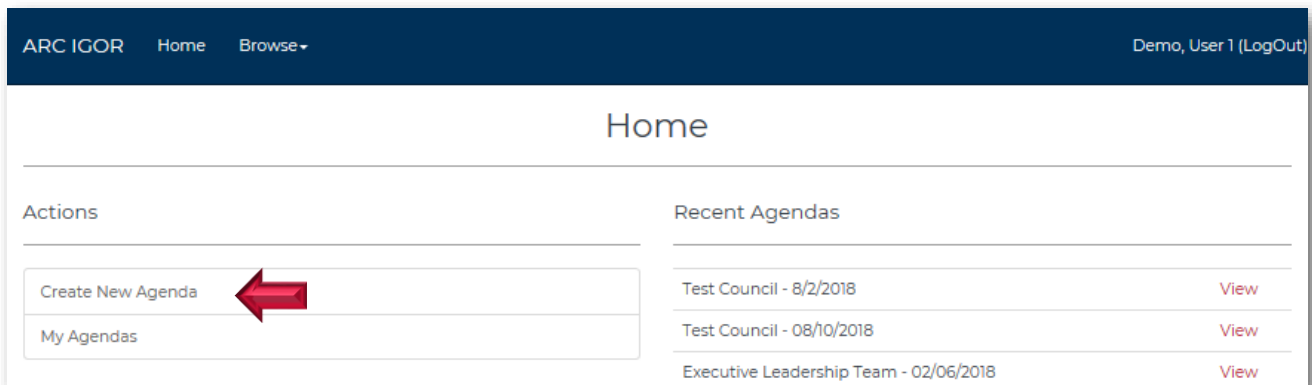 ARC IGOR Home Browse Demo, User 1 (LogOut)
Home
Actions
Create New Agenda
My Agendas
Recent Agendas
Test Council - 8/2/2018 View
Test Council - 08/10/2018 View
Executive Leadership Team - 02/06/2018 View